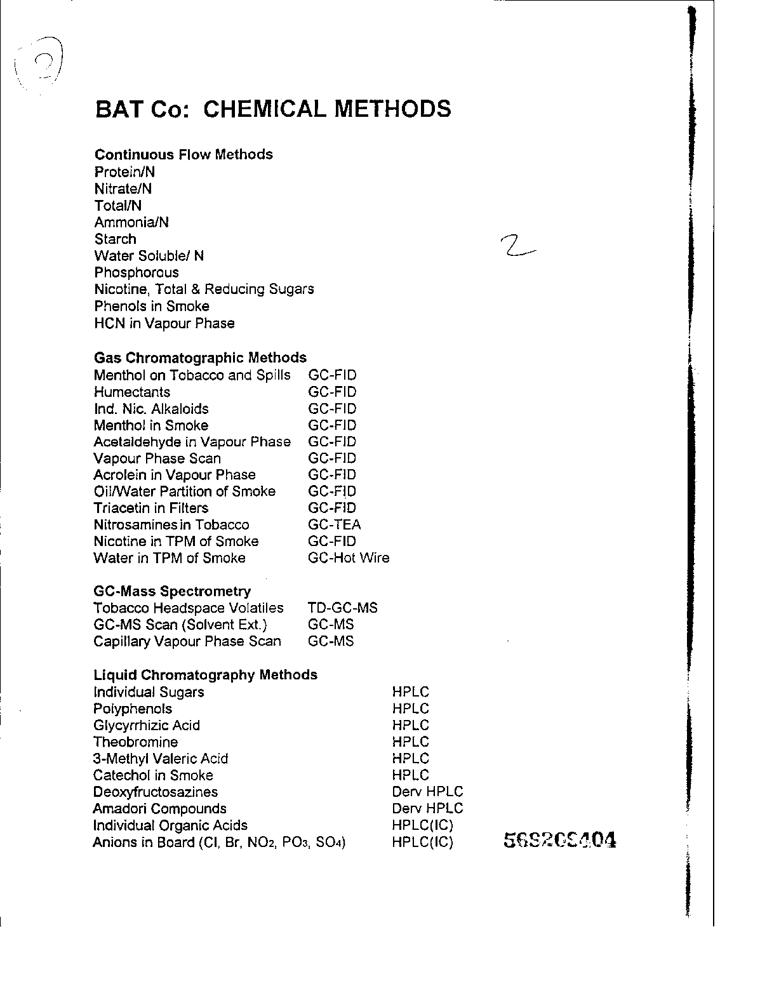 2
BAT Co: CHEMICAL METHODS
Continuous Flow Methods
Protein/N
Nitrate/N
Total/N
Ammonia/N
Starch
2
Water Soluble/ N
Phosphorous
Nicotine, Total & Reducing Sugars
Phenols in Smoke
HCN in Vapour Phase
Gas Chromatographic Methods
Menthol on Tobacco and Spills GC-FID
Humectants GC-FID
Ind. Nic. Alkaloids GC-FID
Menthol in Smoke GC-FID
Acetaldehyde in Vapour Phase GC-FID
Vapour Phase Scan GC-FID
Acrolein in Vapour Phase GC-FID
Oil/Water Partition of Smoke GC-FID
Triacetin in Filters GC-FID
Nitrosamines in Tobacco GC-TEA
Nicotine in TPM of Smoke GC-FID
Water in TPM of Smoke GC-Hot Wire
GC-Mass Spectrometry
Tobacco Headspace Volatiles TD-GC-MS
GC-MS Scan (Solvent Ext.) GC-MS
Capillary Vapour Phase Scan GC-MS
Liquid Chromatography Methods
Individual Sugars HPLC
Polyphenols HPLC
Glycyrrhizic Acid HPLC
Theobromine HPLC
3-Methyl Valeric Acid HPLC
Catechol in Smoke HPLC
Deoxyfructosazines Derv HPLC
Amadori Compounds Derv HPLC
Individual Organic Acids HPLC(IC)
Anions in Board (Cl, Br, NO2, PO3, SO4) HPLC(IC)